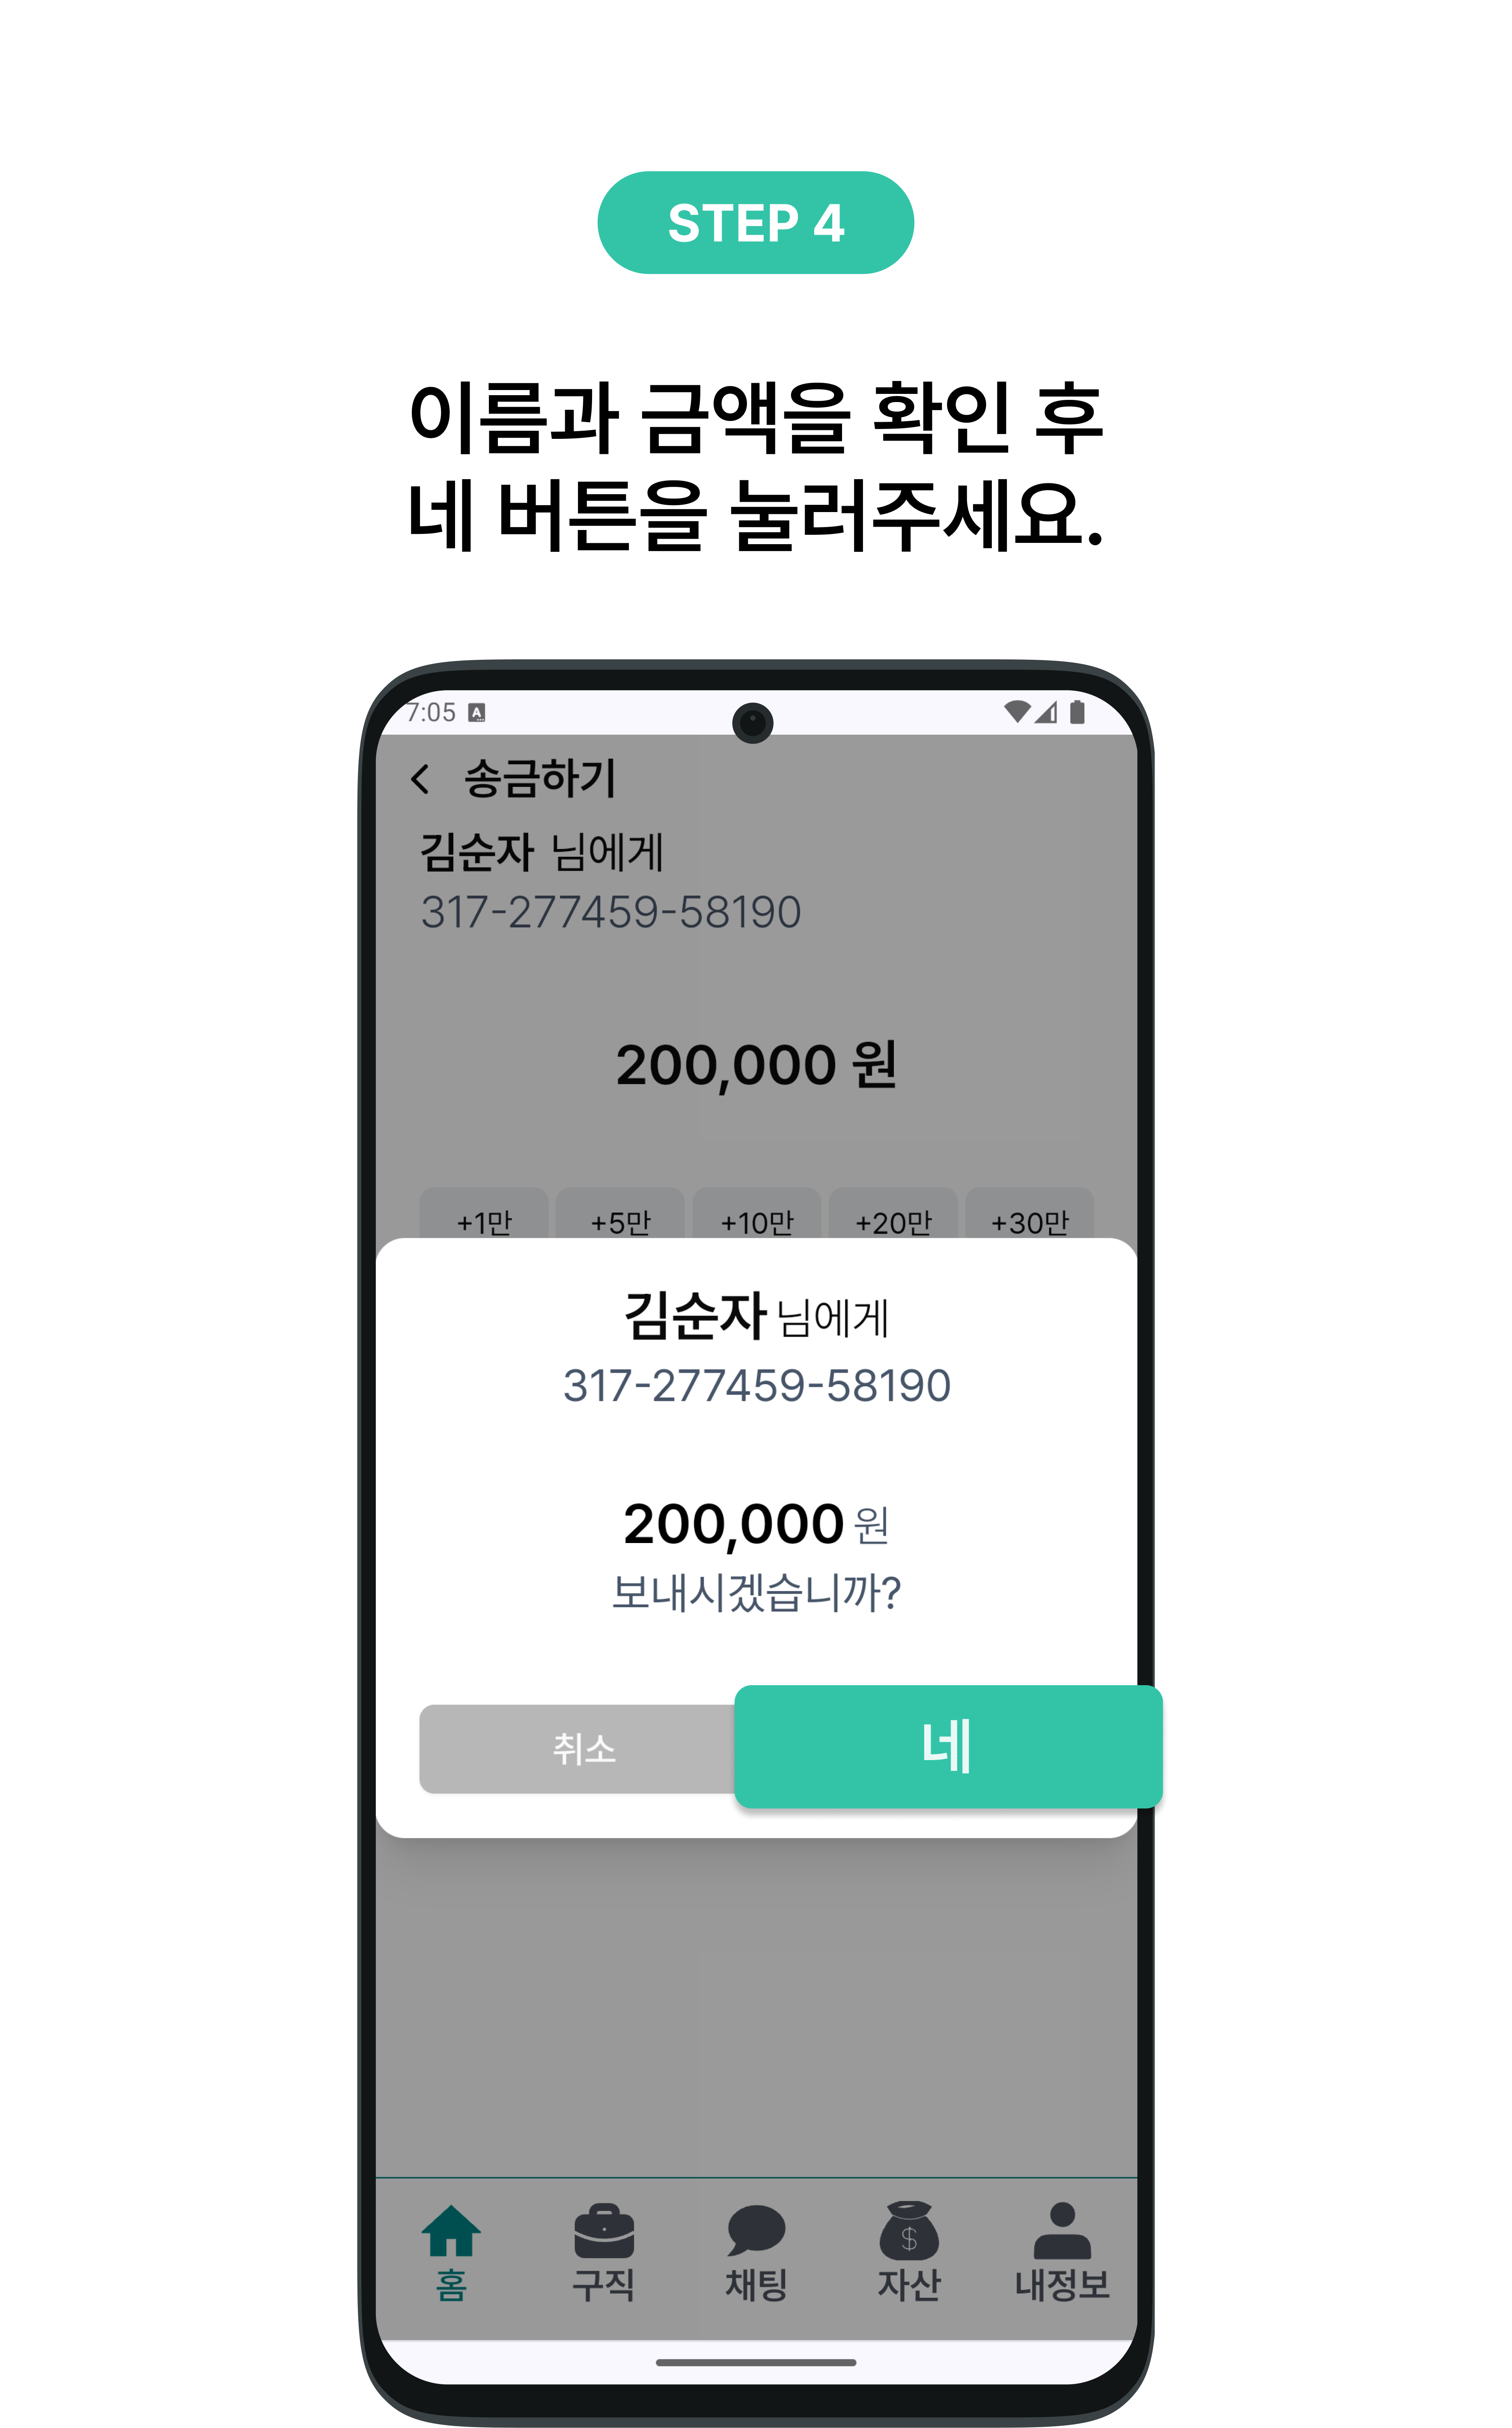 STEP 4
이름과 금액을 확인 후
네 버튼을 눌러주세요.
7:05
송금하기
김순자 님에게
317-277459-58190
200,000 원
+1만 +5만 +10만 +20만 +30만
김순자 님에게
317-277459-58190
200,000 원
보내시겠습니까?
취소 네
홈 구직 채팅 자산 내정보